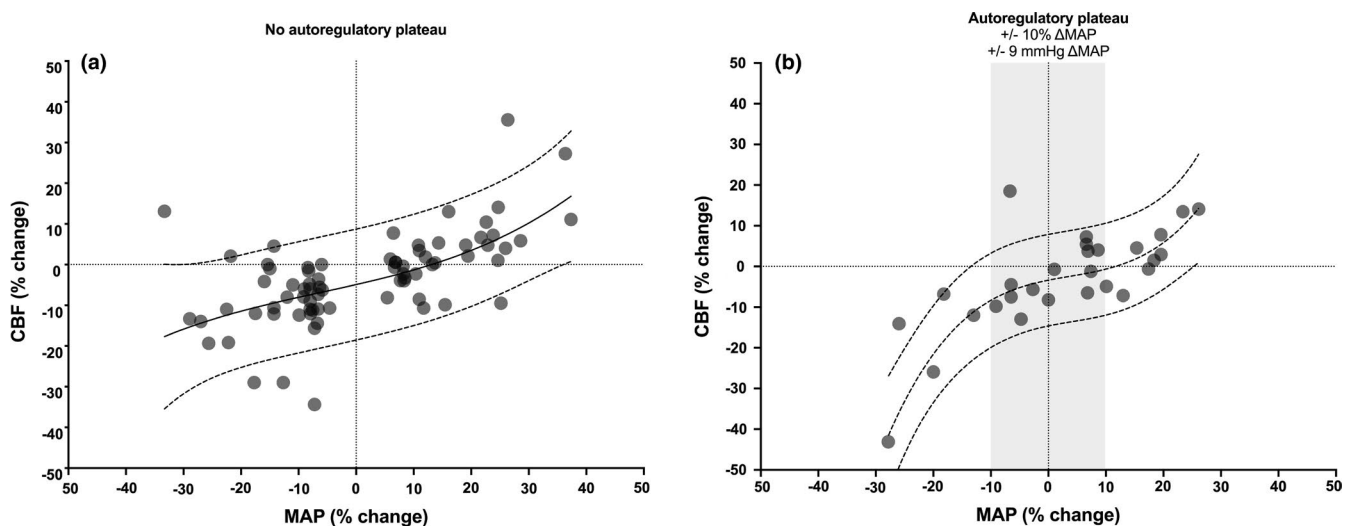 No autoregulatory plateau
(a)
50
40
30
20
10
0
-10
-20
-30
-40
-50
CBF (% change)
50 -40 -30 -20 -10 0 10 20 30 40 50
MAP (% change)
Autoregulatory plateau
+/- 10% ΔMAP
+/- 9 mmHg ΔMAP
(b)
50
40
30
20
10
0
-10
-20
-30
-40
-50
CBF (% change)
50 50 -40 -30 -20 -10 0 10 20 30 40 50
MAP (% change)